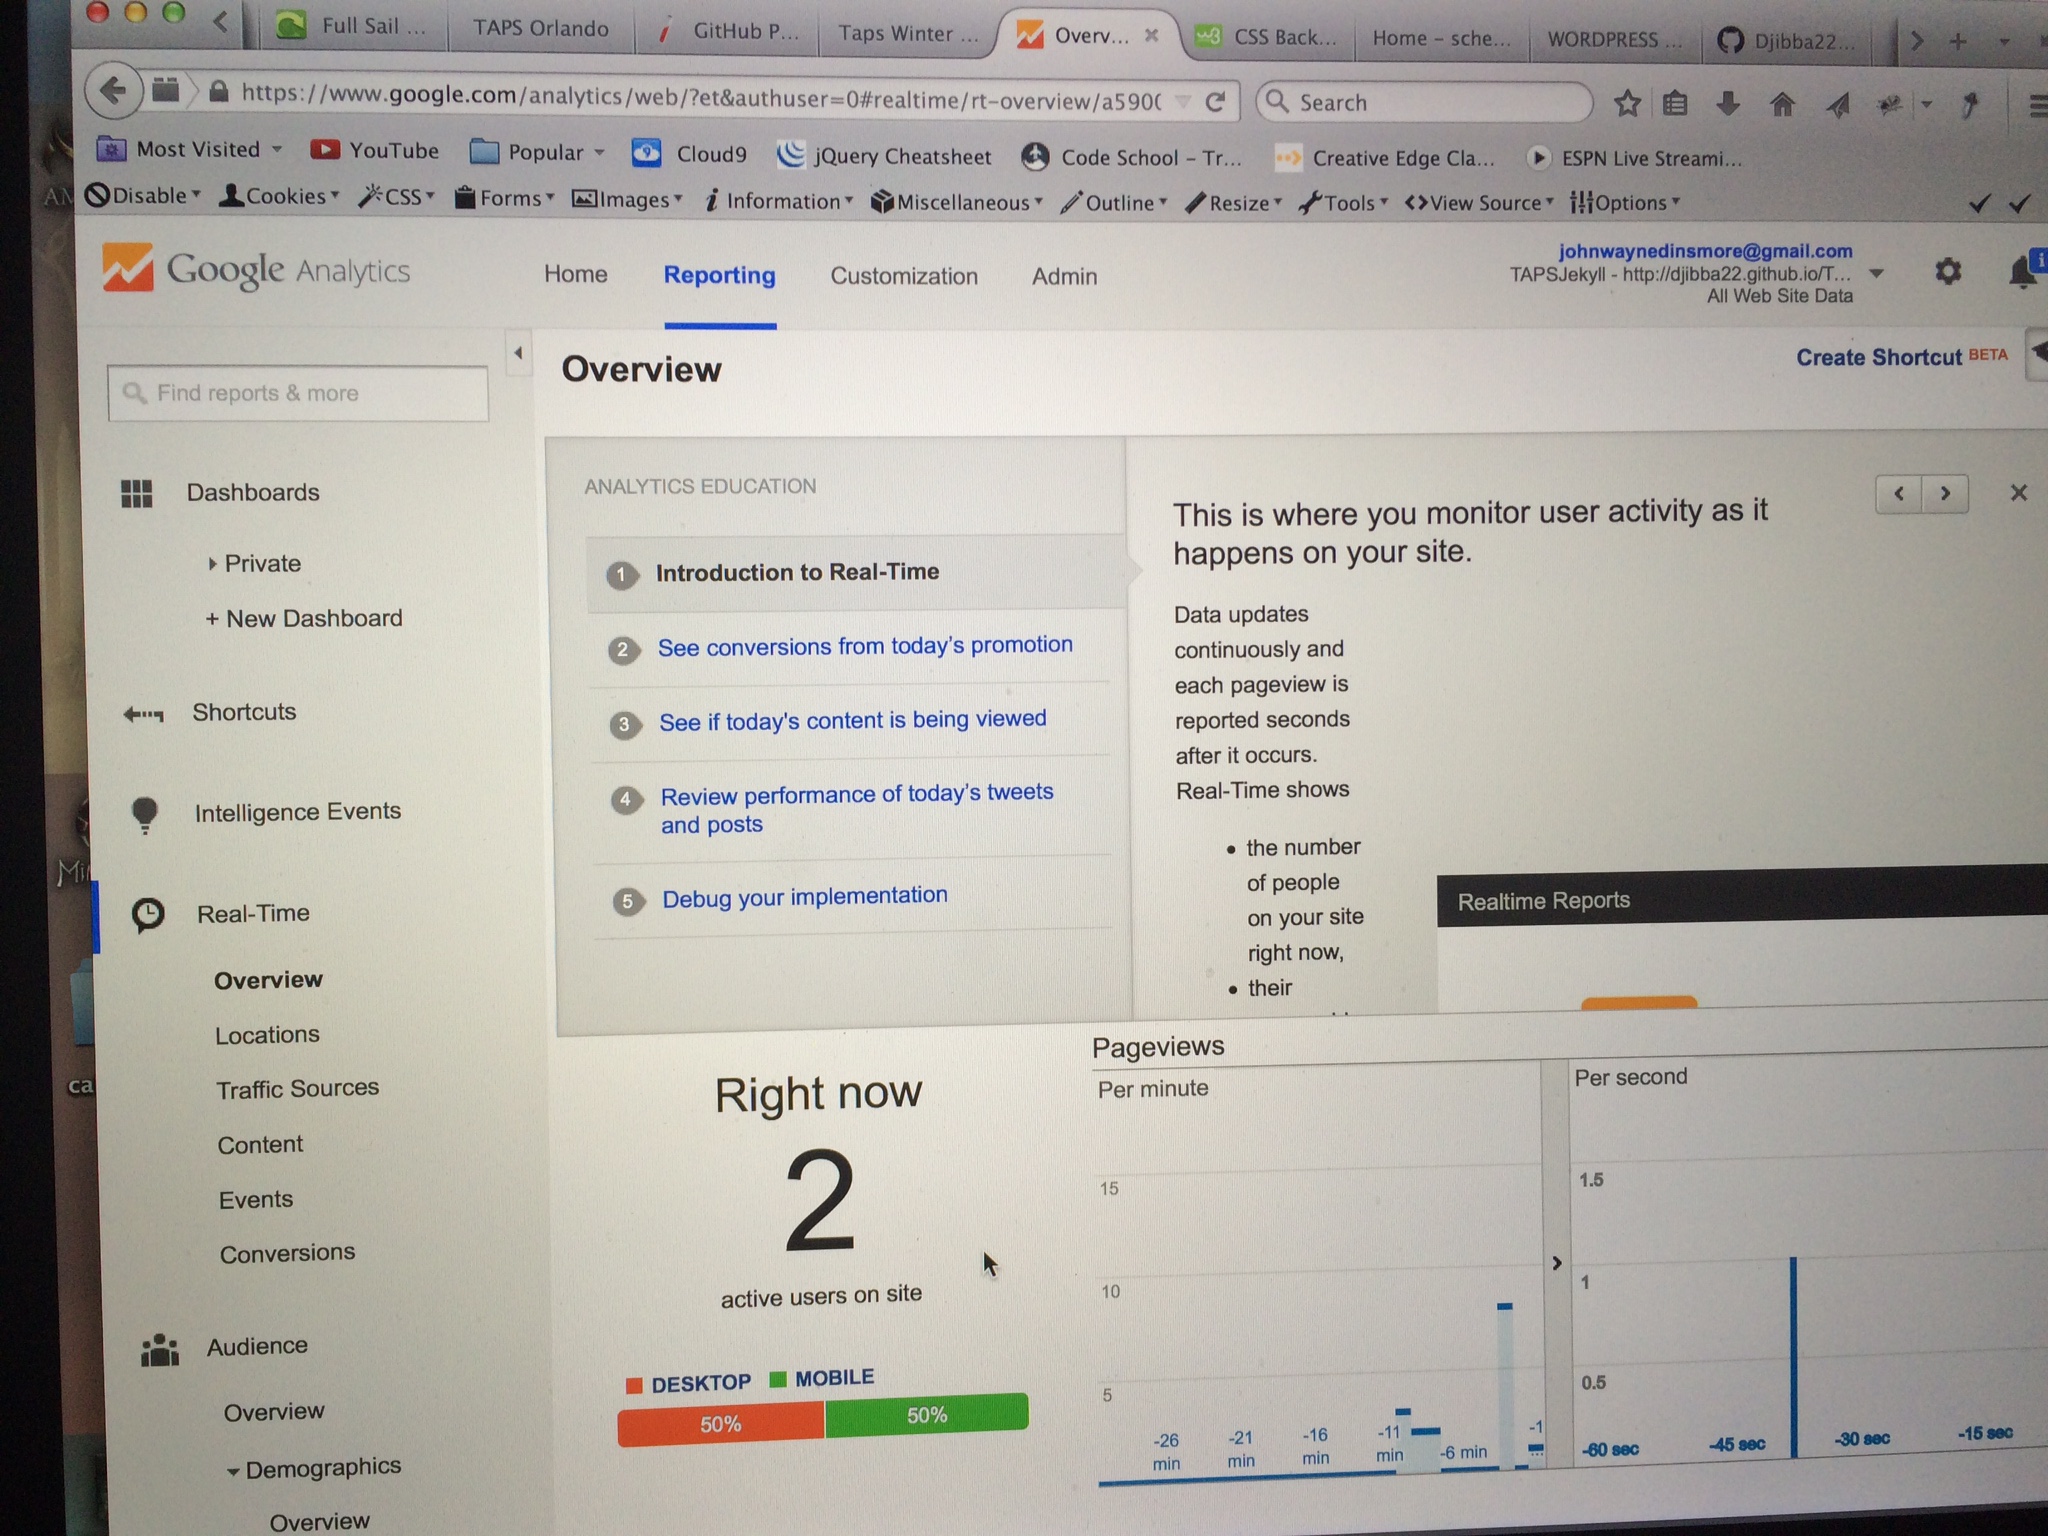 Full Sail ...
TAPS Orlando
GitHub P...
Taps Winter ...
Overv...
CSS Back...
Home - sche...
WORDPRESS ...
Djibba22...
https://www.google.com/analytics/web/?et&authuser=0#realtime/rt-overview/a590(
Search
Most Visited
YouTube
Popular
Cloud9
jQuery Cheatsheet
Code School - Tr...
Creative Edge Cla...
ESPN Live Streami...
Disable
Cookies
CSS
Forms
Images
Information
Miscellaneous
Outline
Resize
Tools
View Source
Options
Google Analytics
Home
Reporting
Customization
Admin
johnwaynedinsmore@gmail.com
TAPSJekyll - http://djibba22.github.io/T...
All Web Site Data
Find reports & more
Dashboards
Private
+ New Dashboard
Shortcuts
Intelligence Events
Real-Time
Overview
Locations
Traffic Sources
Content
Events
Conversions
Audience
Overview
Demographics
Overview
Overview
Create Shortcut BETA
ANALYTICS EDUCATION
1 Introduction to Real-Time
2 See conversions from today's promotion
3 See if today's content is being viewed
4 Review performance of today's tweets
and posts
5 Debug your implementation
This is where you monitor user activity as it
happens on your site.
Data updates
continuously and
each pageview is
reported seconds
after it occurs.
Real-Time shows
• the number
of people
on your site
right now,
• their
Realtime Reports
Right now
2
active users on site
DESKTOP
MOBILE
50%
50%
Pageviews
Per minute
15
10
5
-26
min
-21
min
-16
min
-11
min
-6 min
-1
...
Per second
1.5
1
0.5
-60 sec
-45 sec
-30 sec
-15 sec